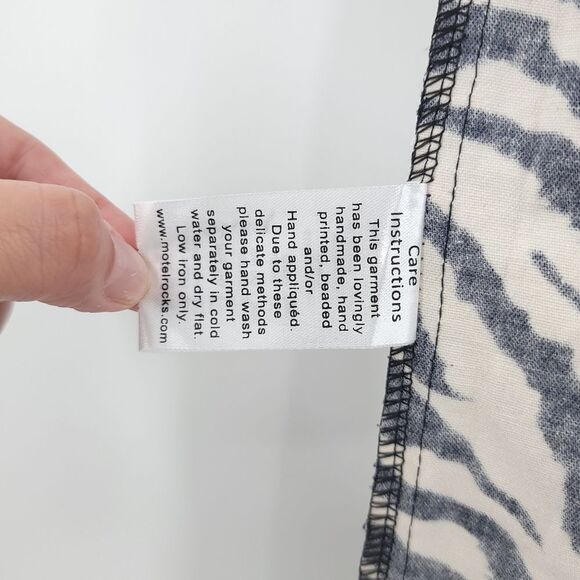 Care
Instructions
This garment
has been lovingly
handmade, hand
printed, beaded
and/or
Hand appliquéd.
Due to these
delicate methods
please hand wash
your garment
separately in cold
water and dry flat.
Low iron only.
www.motelrocks.com